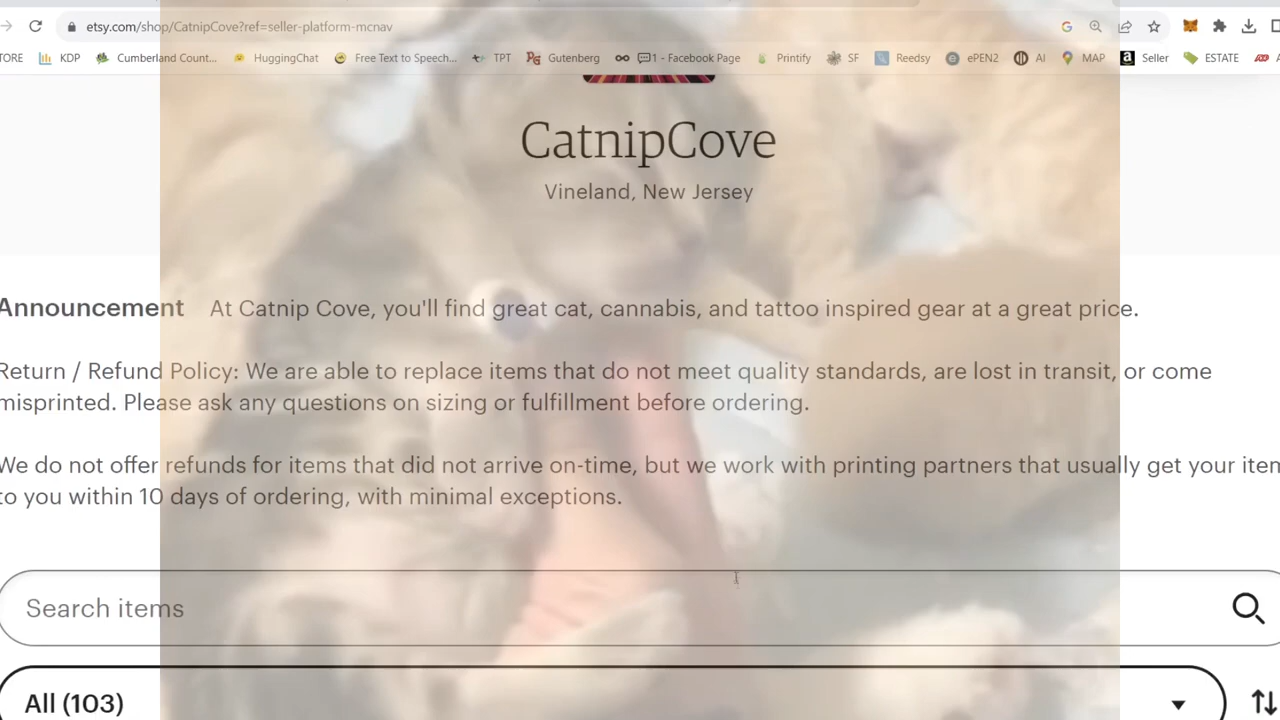 etsy.com/shop/CatnipCove?ref=seller-platform-mcnav
TORE KDP Cumberland Count... HuggingChat Free Text to Speech... TPT Gutenberg 1 - Facebook Page Printify SF Reedsy ePEN2 AI MAP Seller ESTATE
CatnipCove
Vineland, New Jersey
Announcement At Catnip Cove, you'll find great cat, cannabis, and tattoo inspired gear at a great price.
Return / Refund Policy: We are able to replace items that do not meet quality standards, are lost in transit, or come
misprinted. Please ask any questions on sizing or fulfillment before ordering.
We do not offer refunds for items that did not arrive on-time, but we work with printing partners that usually get your item
to you within 10 days of ordering, with minimal exceptions.
Search items
All (103)